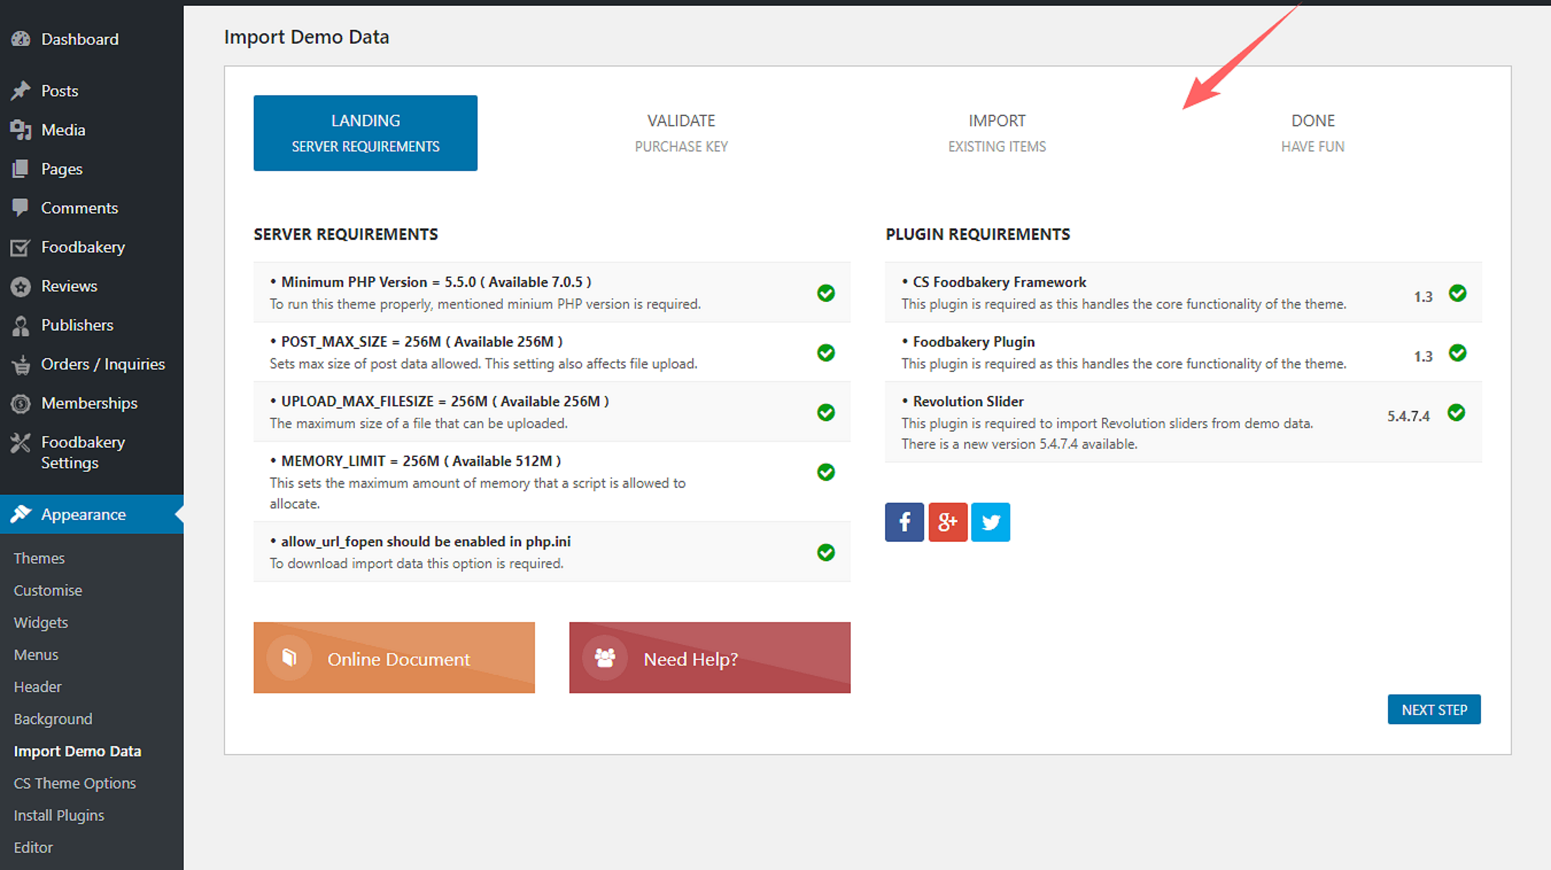 Dashboard
Posts
Media
Pages
Comments
Foodbakery
Reviews
Publishers
Orders / Inquiries
Memberships
Foodbakery
Settings
Appearance
Themes
Customise
Widgets
Menus
Header
Background
Import Demo Data
CS Theme Options
Install Plugins
Editor
Import Demo Data
LANDING
SERVER REQUIREMENTS
VALIDATE
PURCHASE KEY
IMPORT
EXISTING ITEMS
DONE
HAVE FUN
SERVER REQUIREMENTS
• Minimum PHP Version = 5.5.0 ( Available 7.0.5 )
To run this theme properly, mentioned minium PHP version is required.
• POST_MAX_SIZE = 256M ( Available 256M )
Sets max size of post data allowed. This setting also affects file upload.
• UPLOAD_MAX_FILESIZE = 256M ( Available 256M )
The maximum size of a file that can be uploaded.
• MEMORY_LIMIT = 256M ( Available 512M )
This sets the maximum amount of memory that a script is allowed to
allocate.
• allow_url_fopen should be enabled in php.ini
To download import data this option is required.
Online Document
Need Help?
PLUGIN REQUIREMENTS
• CS Foodbakery Framework
This plugin is required as this handles the core functionality of the theme.
1.3
• Foodbakery Plugin
This plugin is required as this handles the core functionality of the theme.
1.3
• Revolution Slider
This plugin is required to import Revolution sliders from demo data.
There is a new version 5.4.7.4 available.
5.4.7.4
f
g+
NEXT STEP